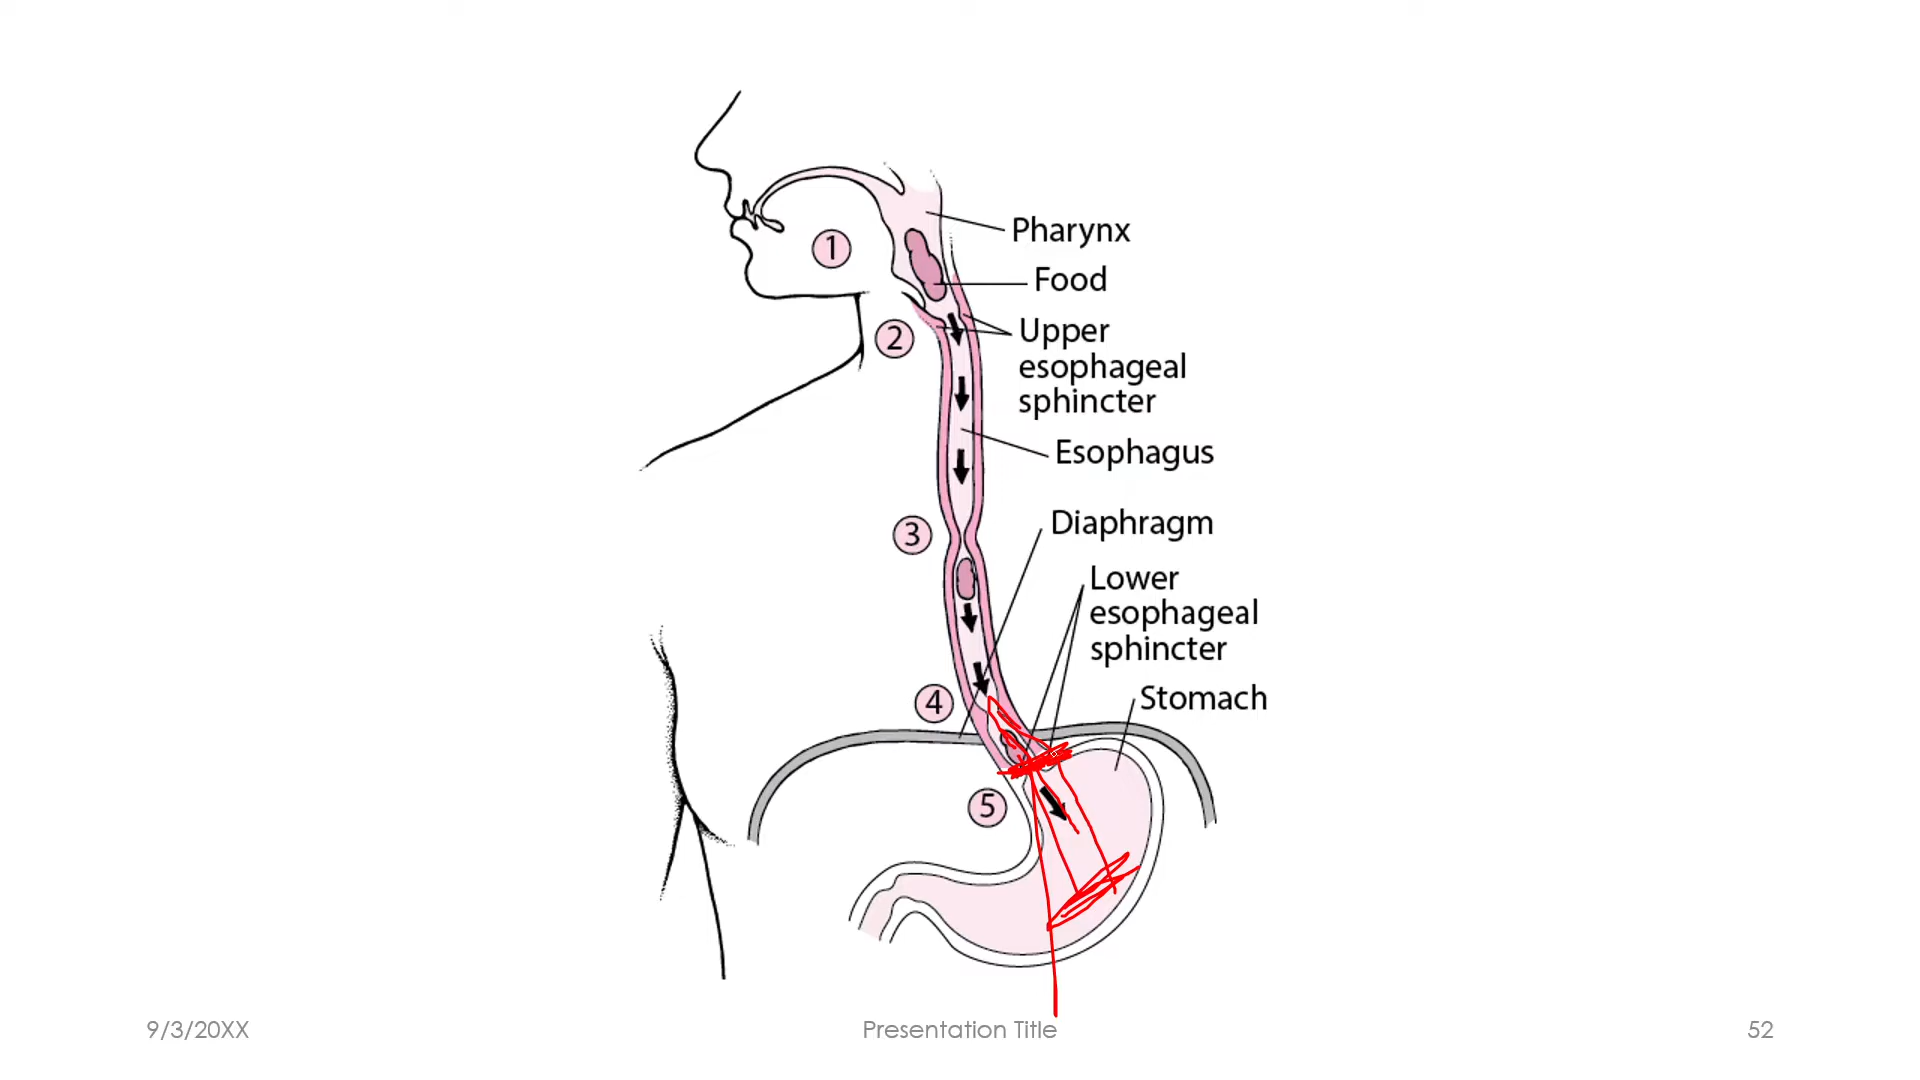 1
Pharynx
Food
2
Upper
esophageal
sphincter
Esophagus
3
Diaphragm
Lower
esophageal
sphincter
4
Stomach
5
9/3/20XX
Presentation Title
52